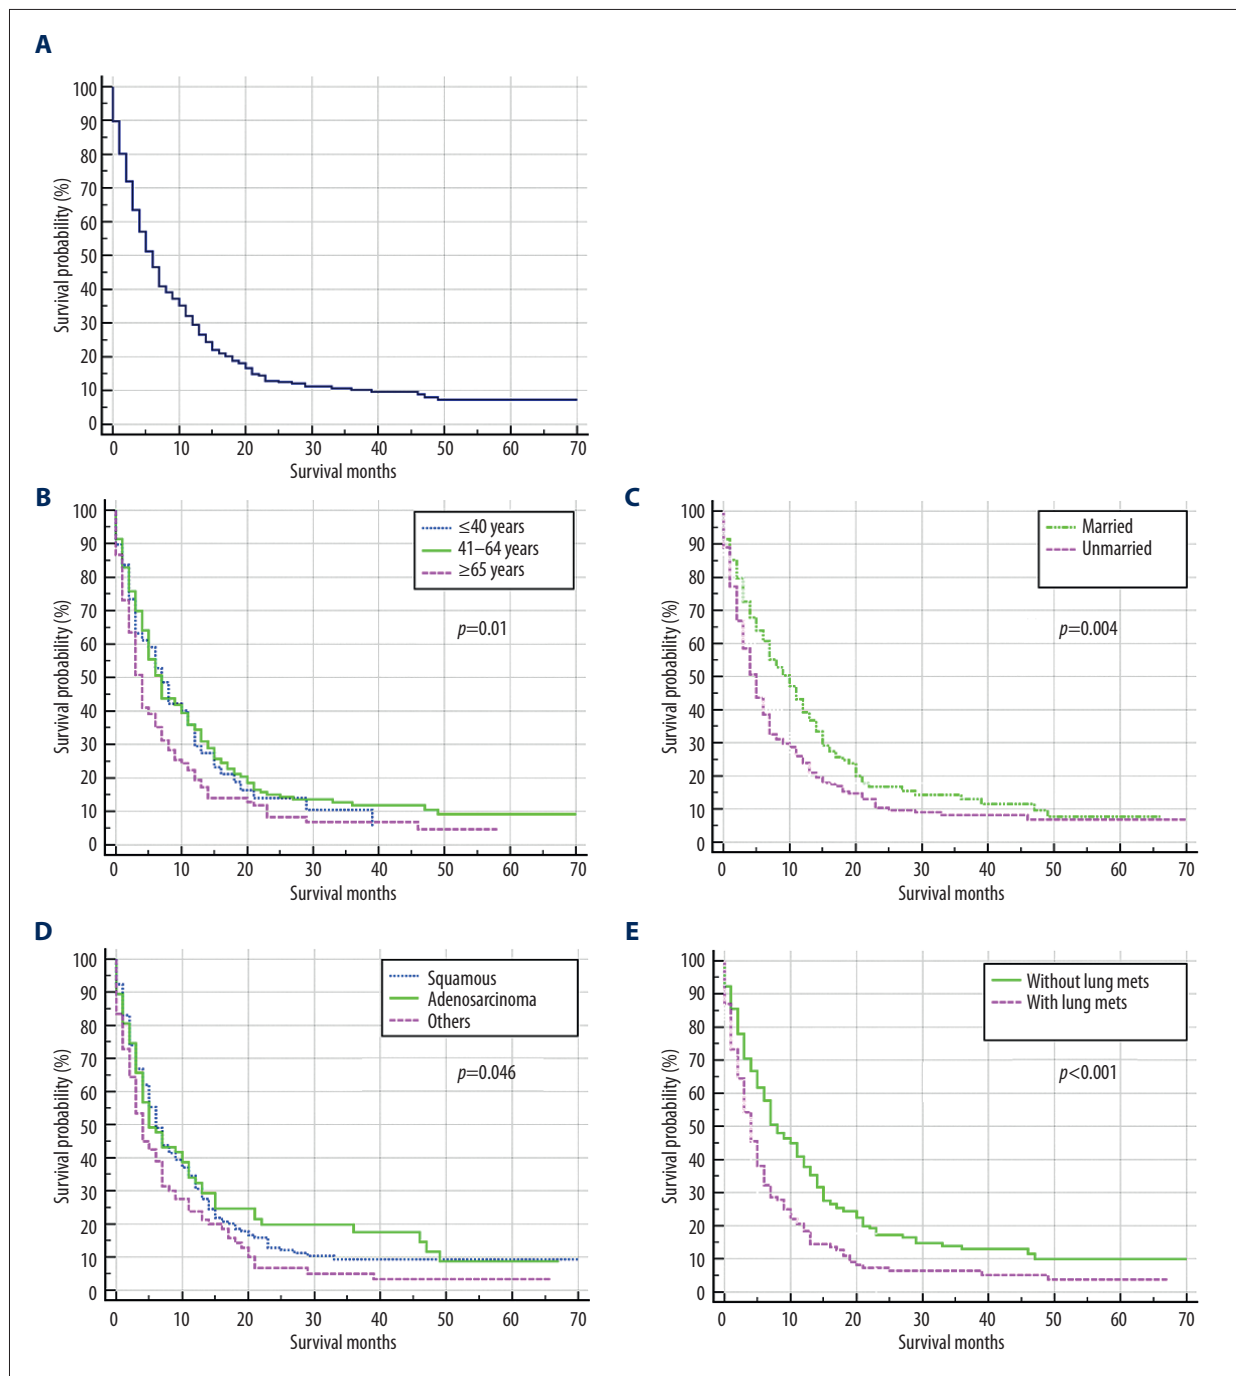 A
100
90
80
70
60
50
40
30
20
10
0
Survival probability (%)
0 10 20 30 40 50 60 70
Survival months
B
100
90
80
70
60
50
40
30
20
10
0
Survival probability (%)
≤40 years
41–64 years
≥65 years
p=0.01
0 10 20 30 40 50 60 70
Survival months
C
100
90
80
70
60
50
40
30
20
10
0
Survival probability (%)
Married
Unmarried
p=0.004
0 10 20 30 40 50 60 70
Survival months
D
100
90
80
70
60
50
40
30
20
10
0
Survival probability (%)
Squamous
Adenosarcinoma
Others
p=0.046
0 10 20 30 40 50 60 70
Survival months
E
100
90
80
70
60
50
40
30
20
10
0
Survival probability (%)
Without lung mets
With lung mets
p<0.001
0 10 20 30 40 50 60 70
Survival months